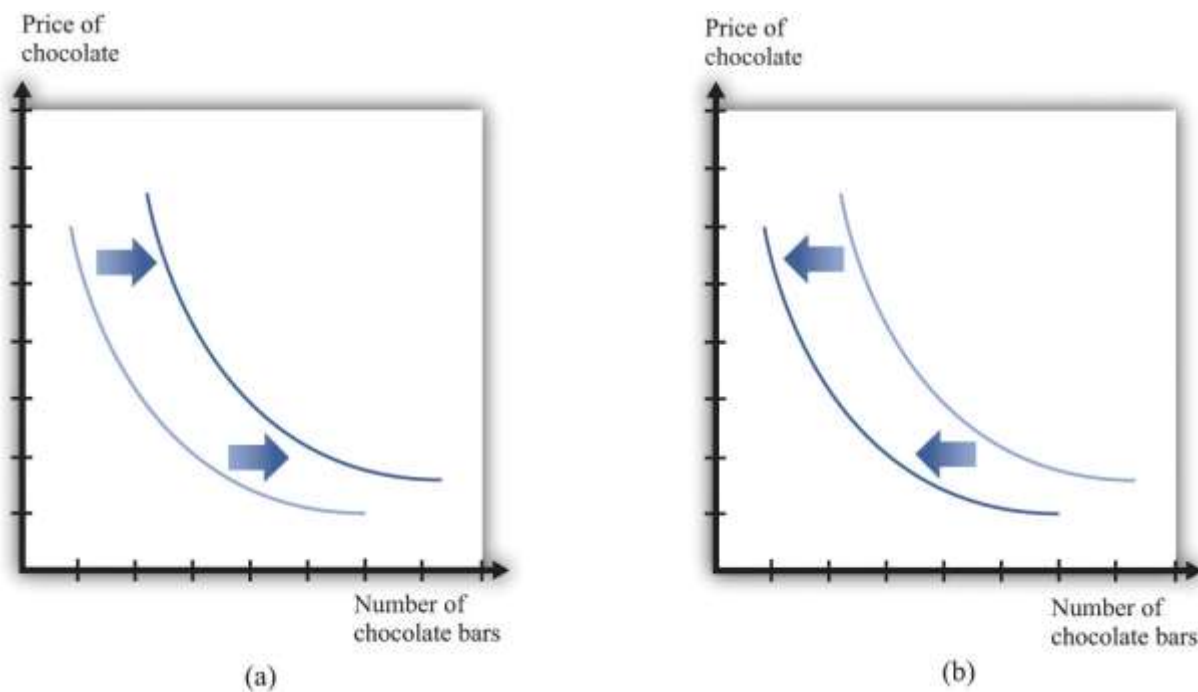 Price of
chocolate
Number of
chocolate bars
(a)
Price of
chocolate
Number of
chocolate bars
(b)